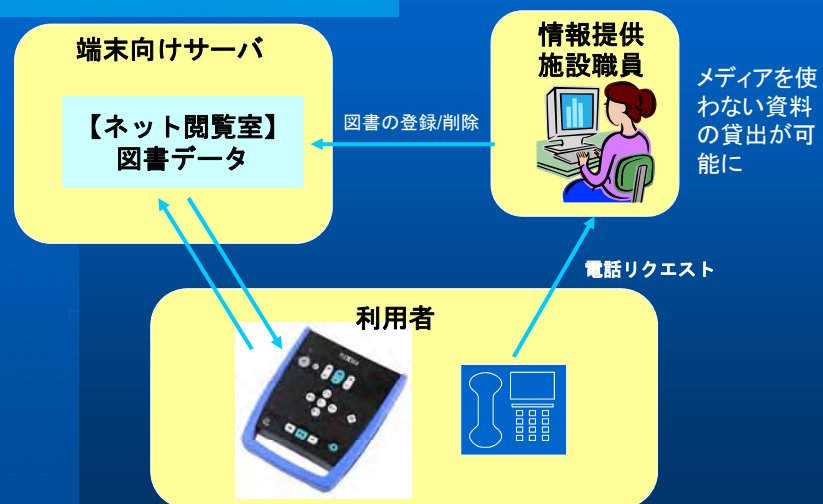 端末向けサーバ
【ネット閲覧室】
図書データ
図書の登録/削除
情報提供
施設職員
メディアを使
わない資料
の貸出が可
能に
電話リクエスト
利用者